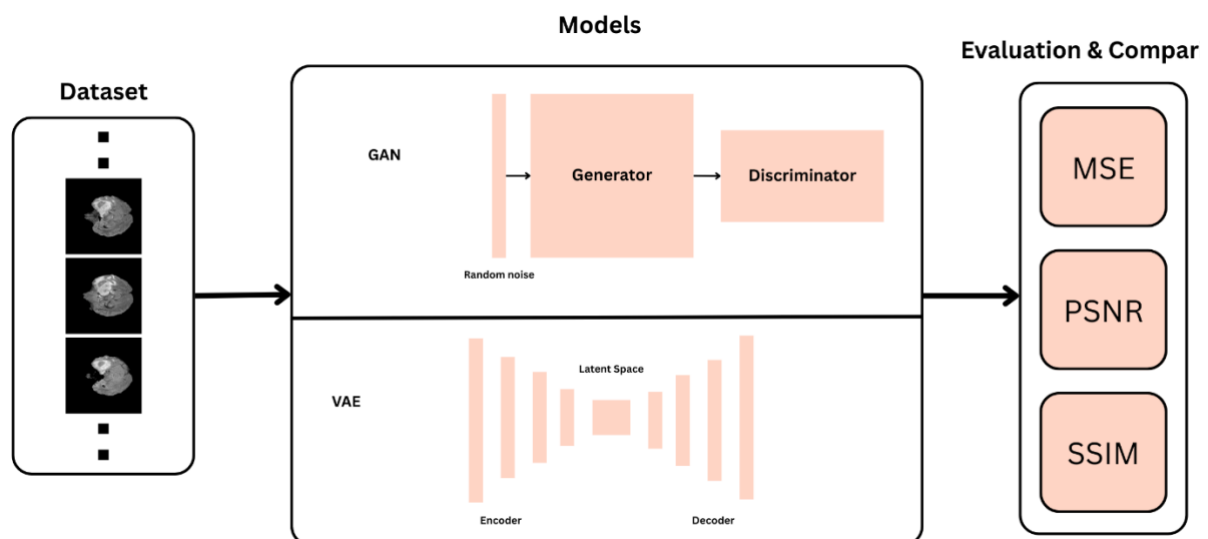 Models
Evaluation & Compar
Dataset
GAN
Generator
Discriminator
Random noise
MSE
PSNR
SSIM
Latent Space
VAE
Encoder
Decoder